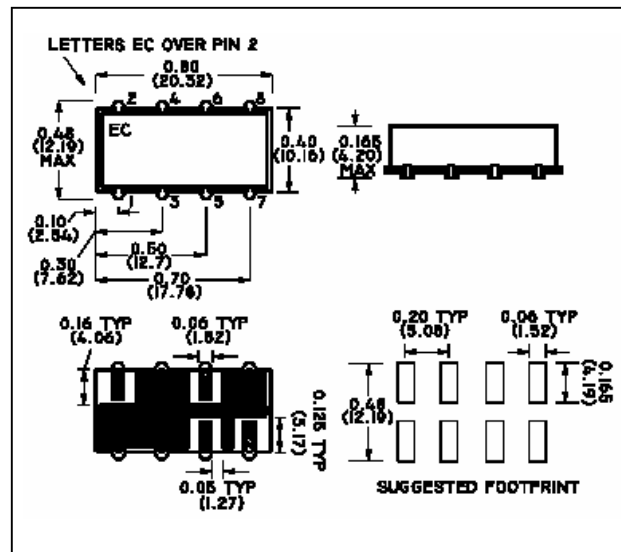 LETTERS EC OVER PIN 2
0.80
(20.32)
2 4 6 8
EC
0.48
(12.19)
MAX
0.40
(10.16)
0.165
(4.20)
MAX
1 3 5 7
0.10
(2.54)
0.30
(7.62)
0.50
(12.7)
0.70
(17.78)
0.16 TYP
(4.06)
0.06 TYP
(1.52)
0.125 TYP
(3.17)
0.05 TYP
(1.27)
0.20 TYP
(5.08)
0.06 TYP
(1.52)
0.165
(4.19)
0.48
(12.19)
SUGGESTED FOOTPRINT